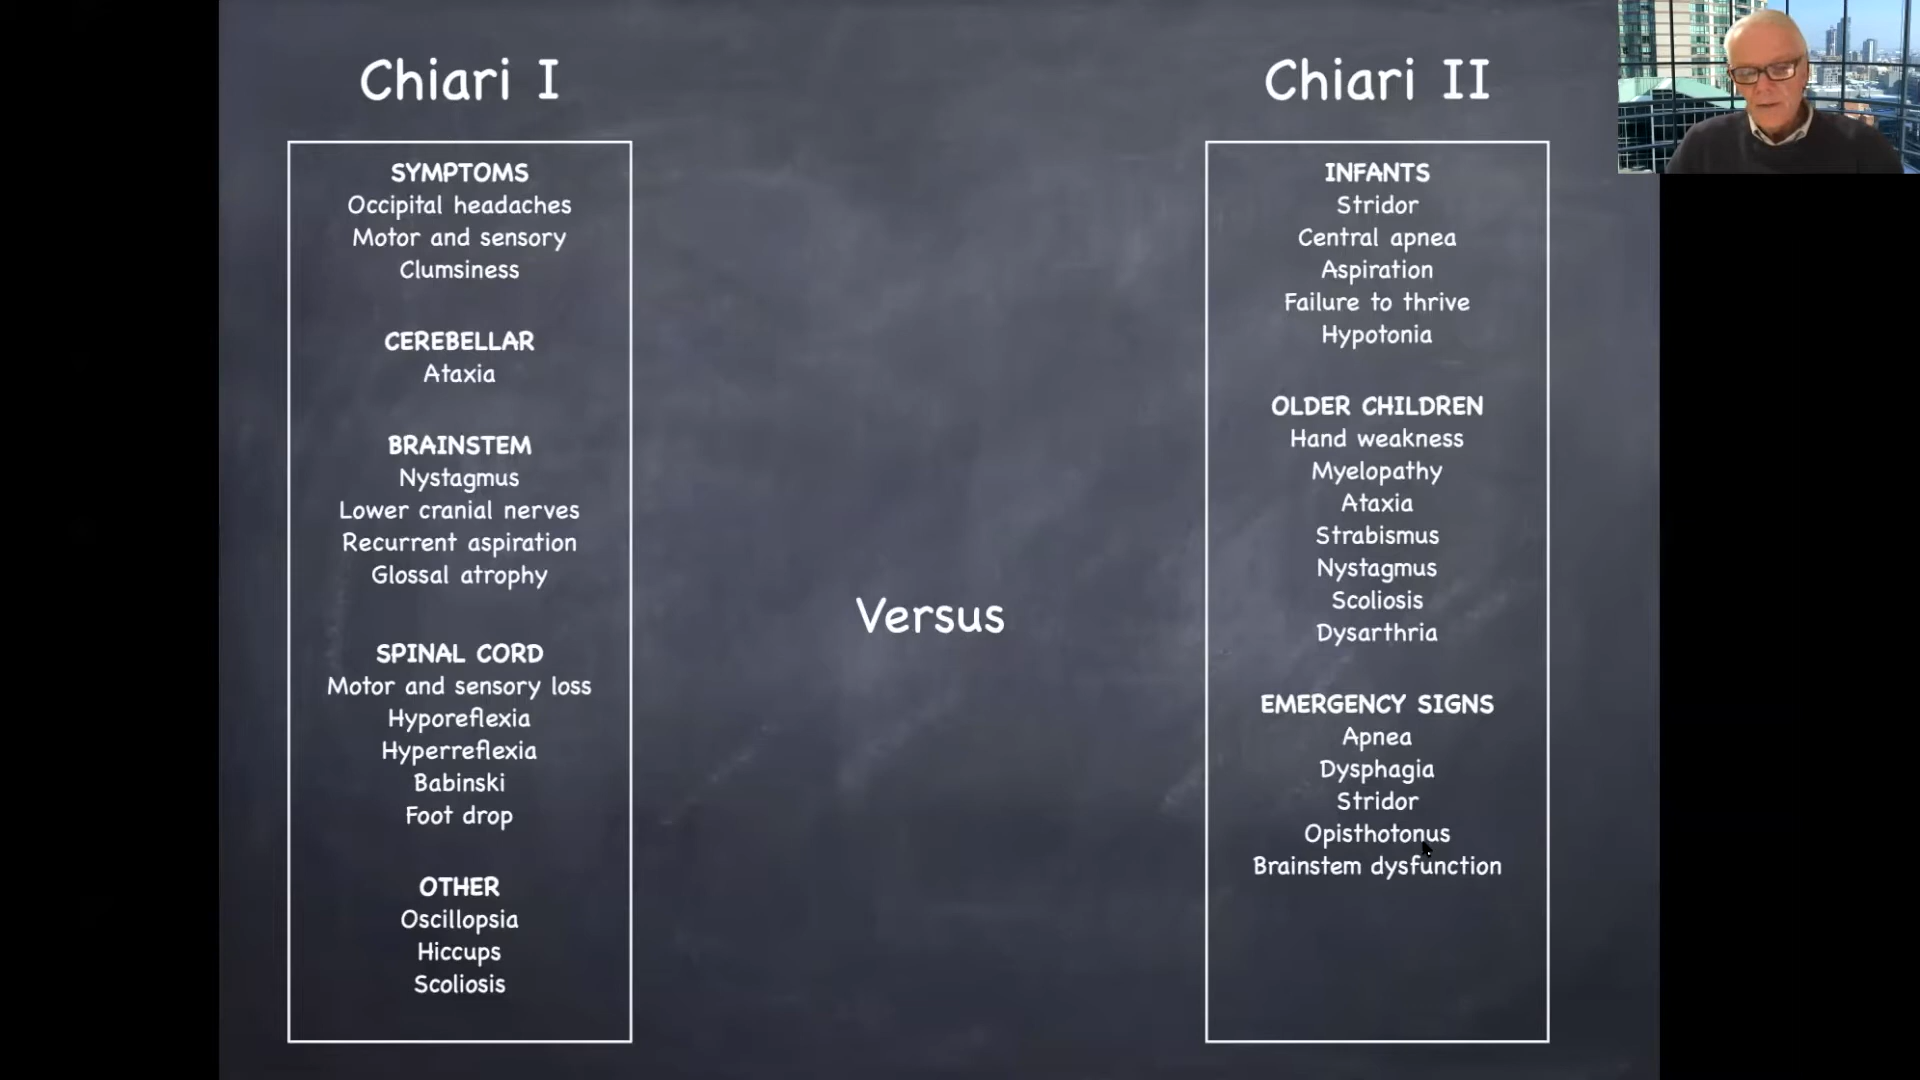 Chiari I
SYMPTOMS
Occipital headaches
Motor and sensory
Clumsiness
CEREBELLAR
Ataxia
BRAINSTEM
Nystagmus
Lower cranial nerves
Recurrent aspiration
Glossal atrophy
SPINAL CORD
Motor and sensory loss
Hyporeflexia
Hyperreflexia
Babinski
Foot drop
OTHER
Oscillopsia
Hiccups
Scoliosis
Versus
Chiari II
INFANTS
Stridor
Central apnea
Aspiration
Failure to thrive
Hypotonia
OLDER CHILDREN
Hand weakness
Myelopathy
Ataxia
Strabismus
Nystagmus
Scoliosis
Dysarthria
EMERGENCY SIGNS
Apnea
Dysphagia
Stridor
Opisthotonus
Brainstem dysfunction